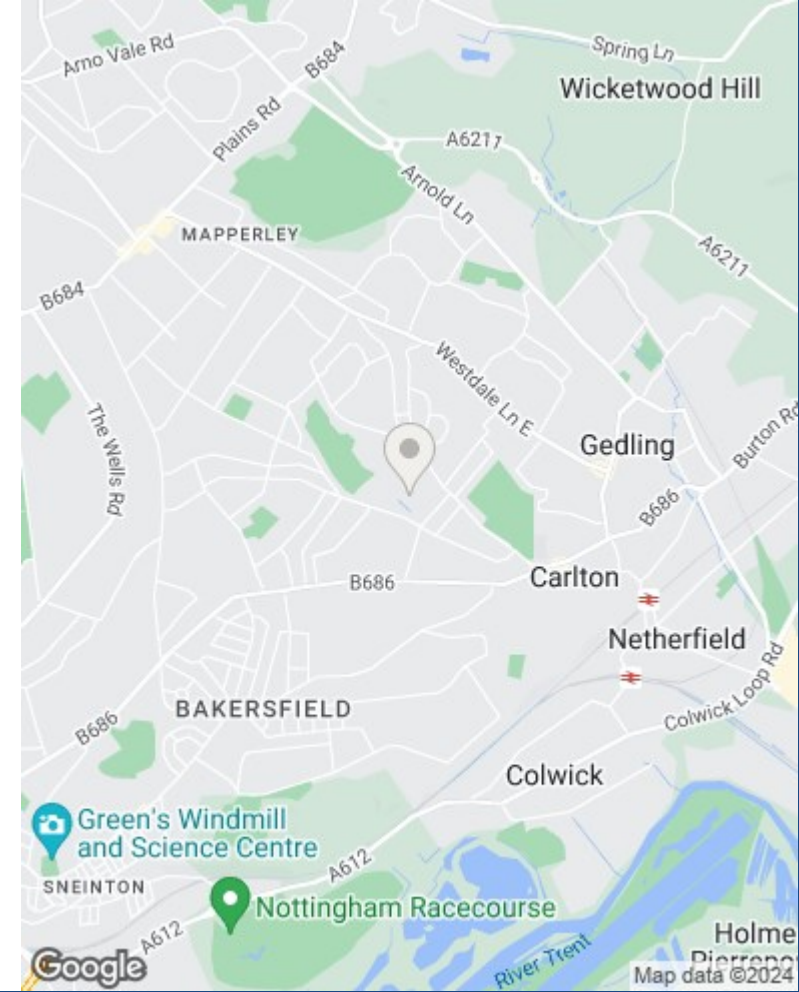 Arno Vale Rd
B684
Spring Ln
Wicketwood Hill
Plains Rd
A6211
Arnold Ln
MAPPERLEY
A6211
B684
Westdale Ln E
The Wells Rd
Gedling
Burton Rd
B686
B686
Carlton
Netherfield
BAKERSFIELD
Colwick Loop Rd
B686
Colwick
Green's Windmill
and Science Centre
A612
SNEINTON
Nottingham Racecourse
A612
River Trent
Holme
Pierrepo
Google
Map data ©2024